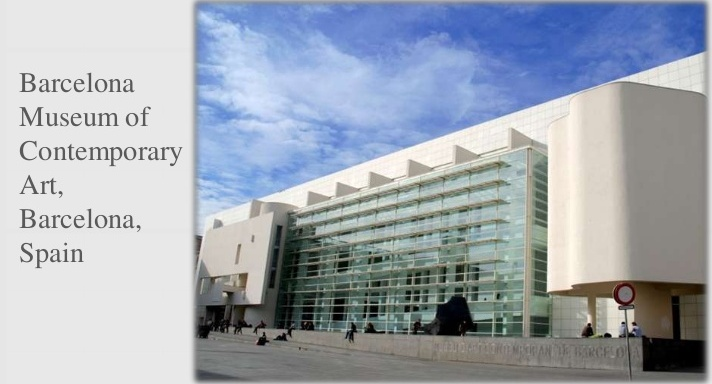 Barcelona
Museum of
Contemporary
Art,
Barcelona,
Spain